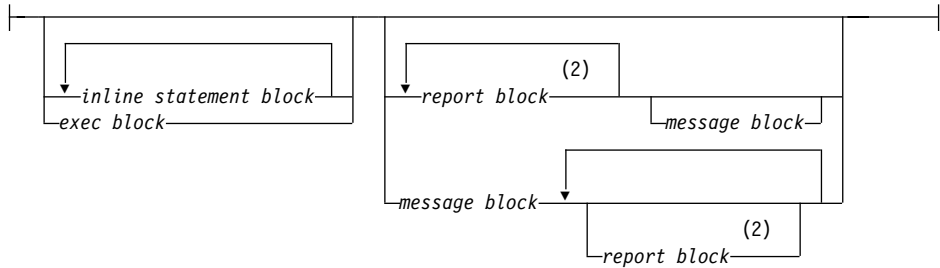 (2)
inline statement block
report block
exec block
message block
message block
(2)
report block